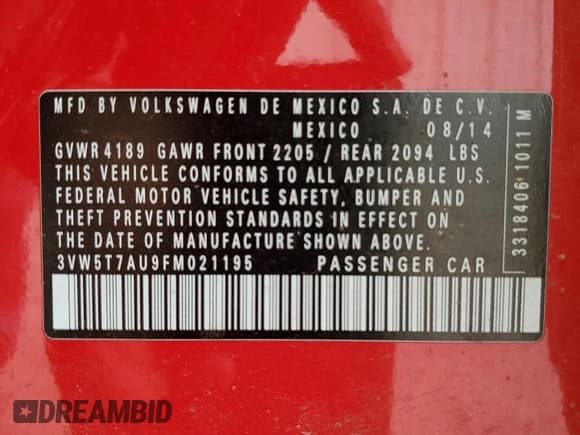 MFD BY VOLKSWAGEN DE MEXICO S.A. DE C.V.
MEXICO 08/14
GVWR 4189 GAWR FRONT 2205 / REAR 2094 LBS
THIS VEHICLE CONFORMS TO ALL APPLICABLE U.S.
FEDERAL MOTOR VEHICLE SAFETY, BUMPER AND
THEFT PREVENTION STANDARDS IN EFFECT ON
THE DATE OF MANUFACTURE SHOWN ABOVE.
3VW5T7AU9FM021195 PASSENGER CAR
3318406 1011 M
DREAMBID